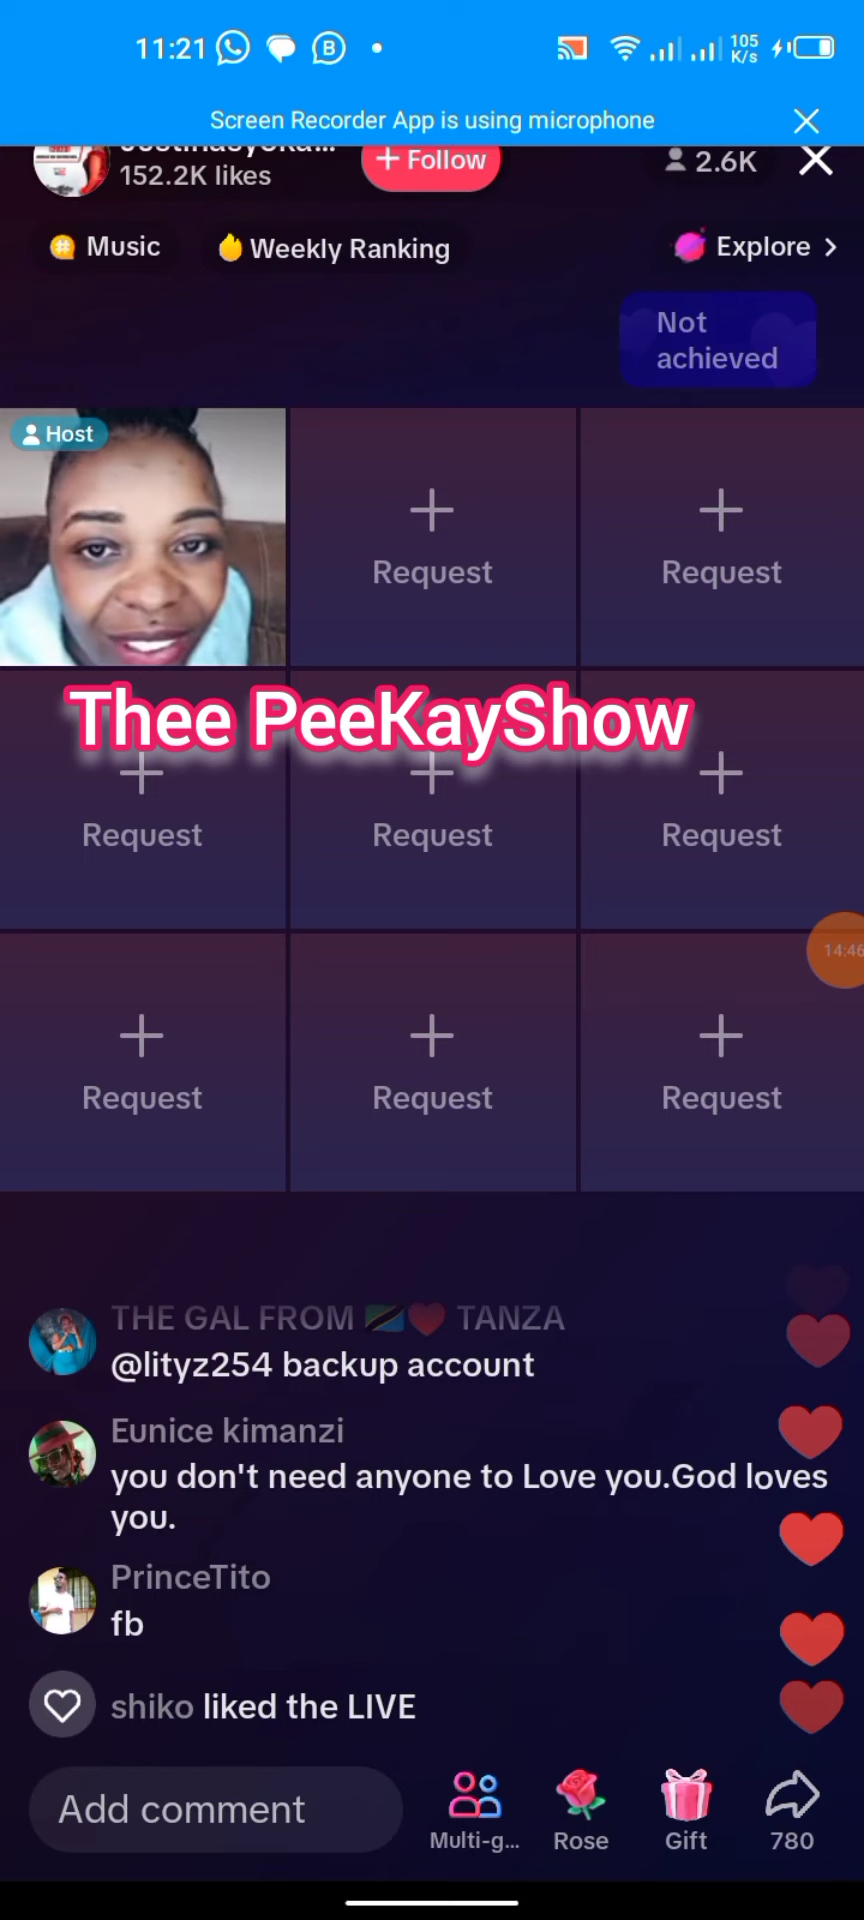 11:21
105
K/s
Screen Recorder App is using microphone
152.2K likes
+ Follow
2.6K
Music
Weekly Ranking
Explore >
Not
achieved
Host
Request
Request
Thee PeeKayShow
Request
Request
Request
14:46
Request
Request
Request
THE GAL FROM 🇹🇿❤️ TANZA
@lityz254 backup account
Eunice kimanzi
you don't need anyone to Love you.God loves
you.
PrinceTito
fb
shiko liked the LIVE
Add comment
Multi-g...
Rose
Gift
780